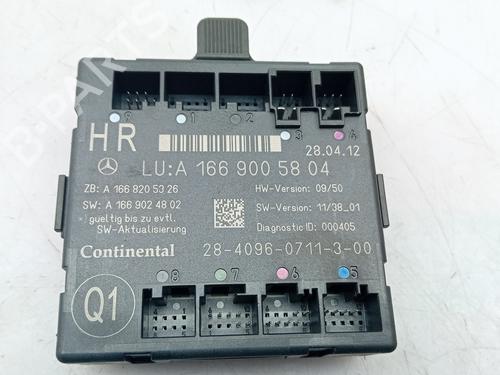 9 1 2 3 4
HR
28.04.12
LU:A 166 900 58 04
ZB: A 166 820 53 26
HW-Version: 09/50
SW: A 166 902 48 02
SW-Version: 11/38_01
gueltig bis zu evtl.
SW-Aktualisierung
Diagnostic ID: 000405
Continental
28-4096-0711-3-00
8 7 6 5
Q1